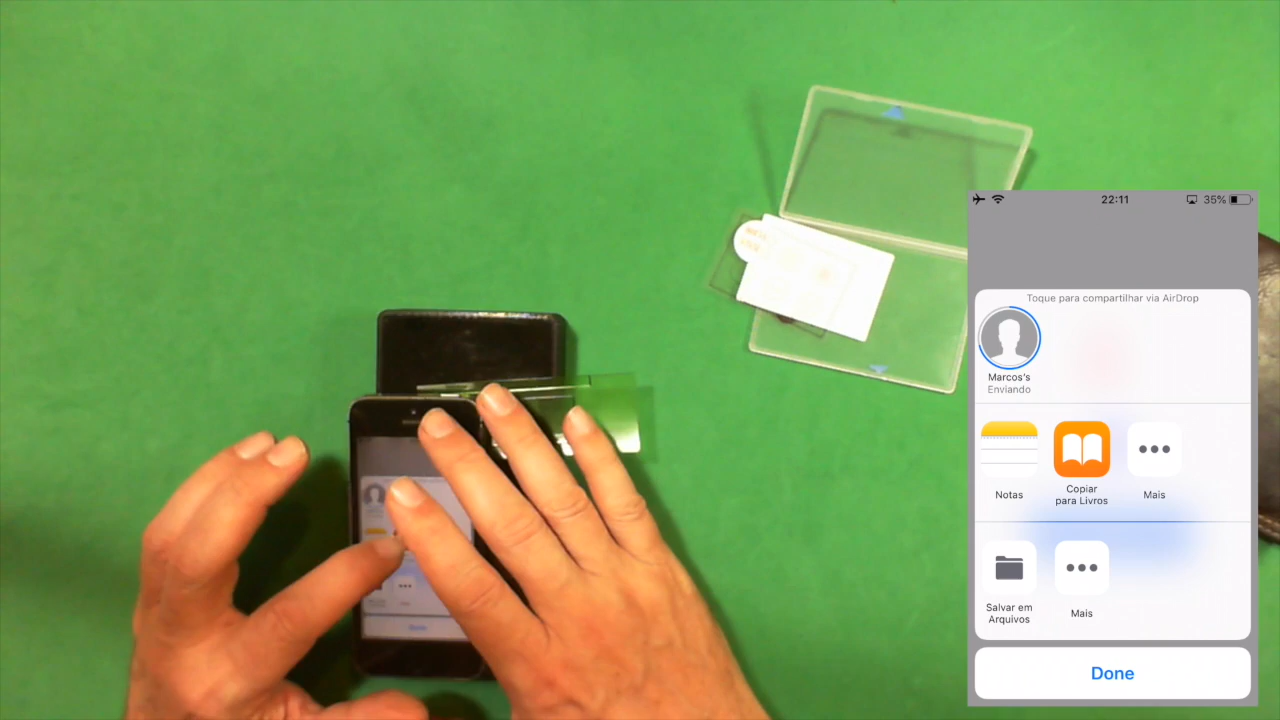 22:11
35%
Toque para compartilhar via AirDrop
Marcos's
Enviando
Notas
Copiar
para Livros
Mais
Salvar em
Arquivos
Mais
Done